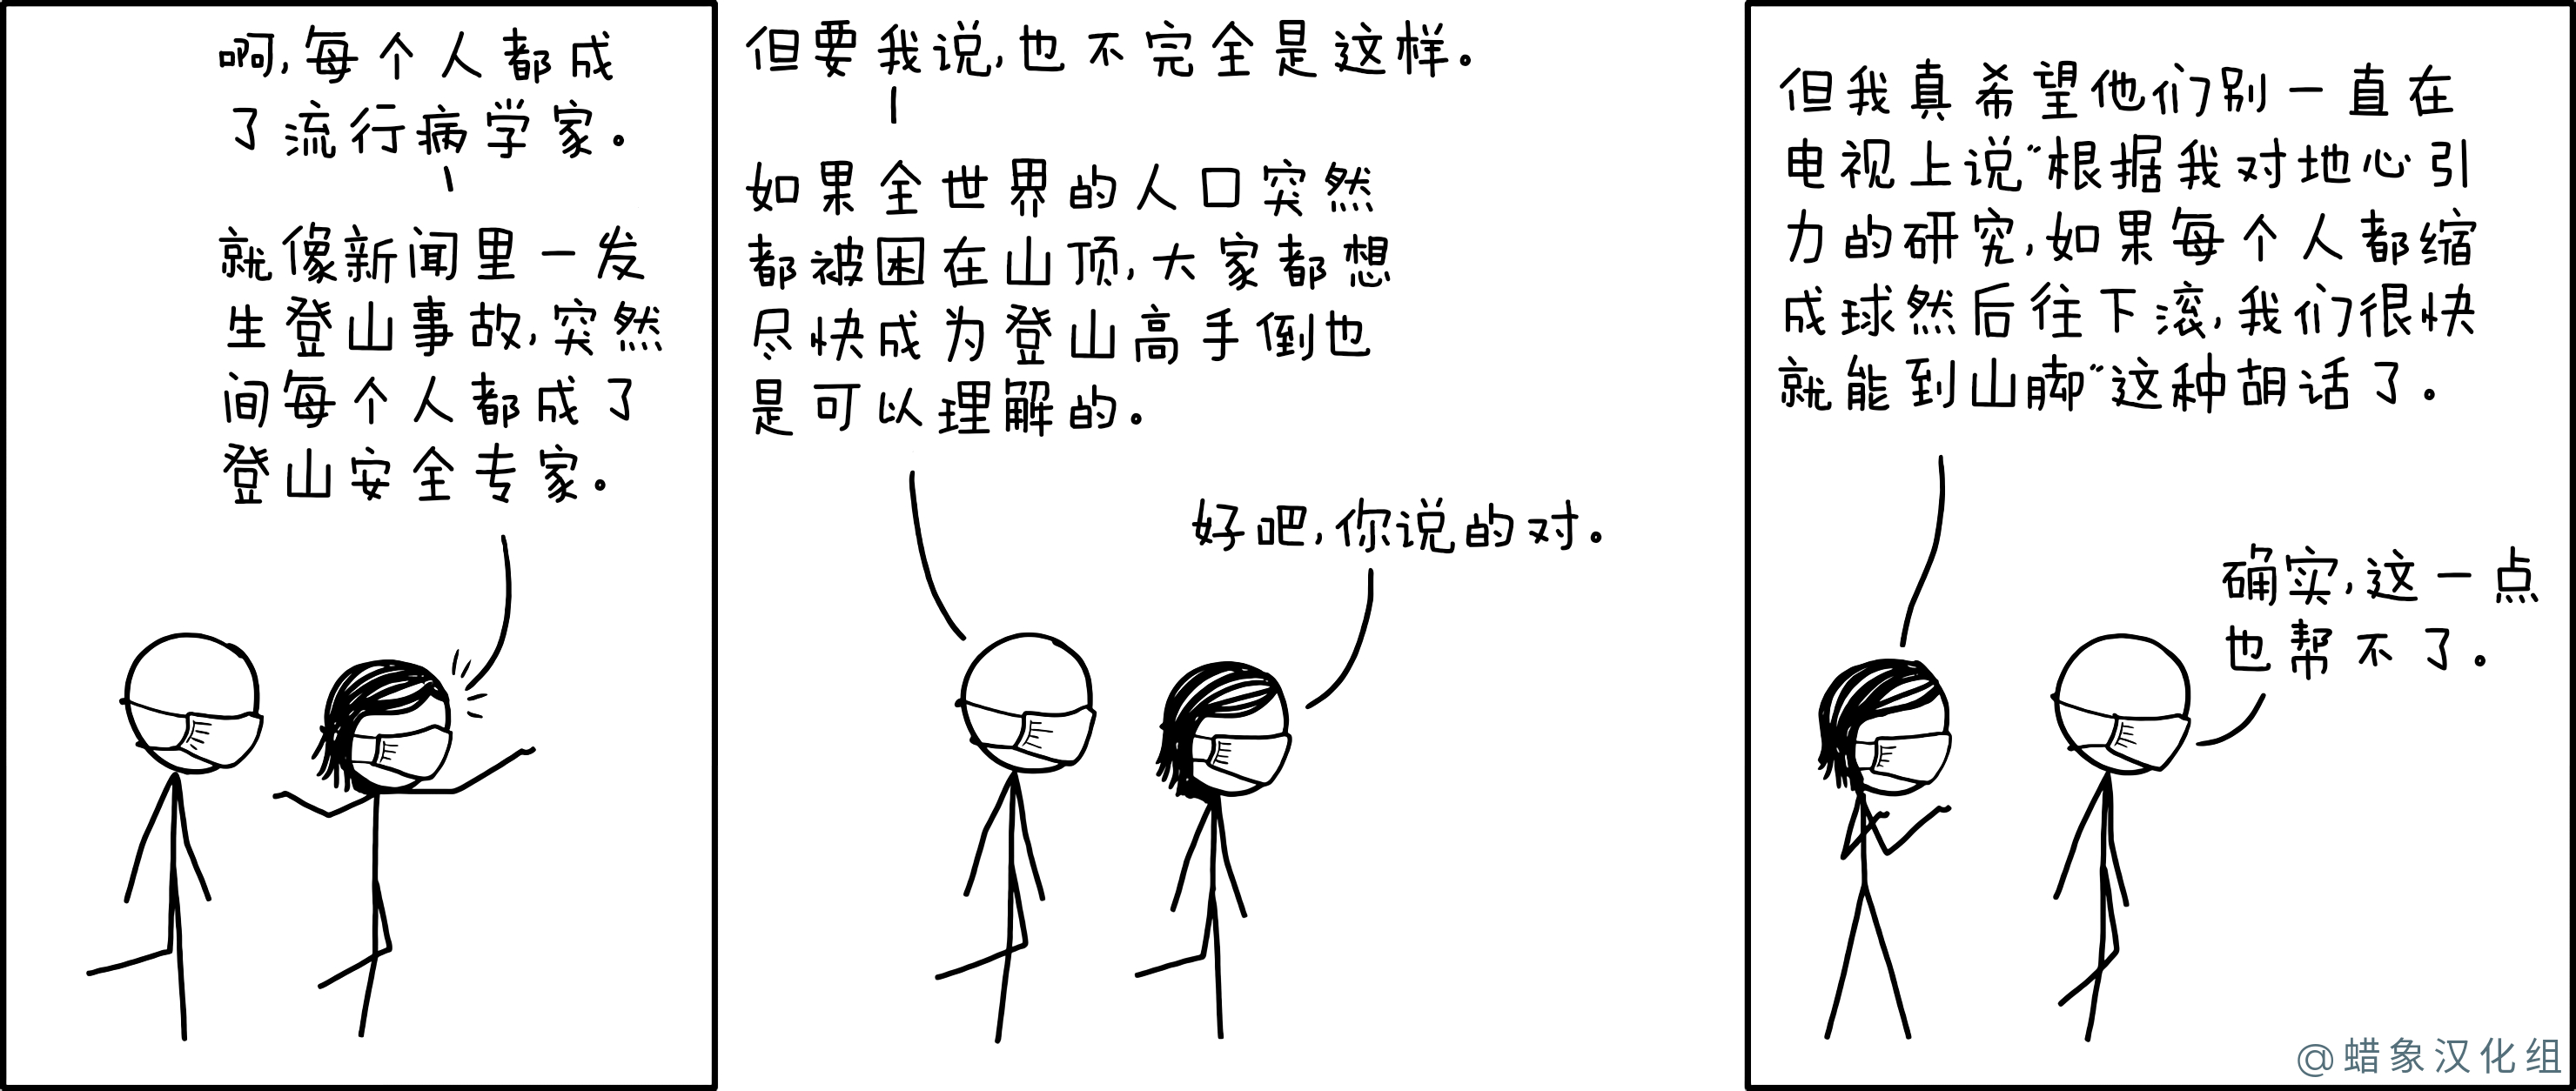 啊,每个人都成
了流行病学家。
就像新闻里一发
生登山事故,突然
间每个人都成了
登山安全专家。
但要我说,也不完全是这样。
如果全世界的人口突然
都被困在山顶,大家都想
尽快成为登山高手倒也
是可以理解的。
好吧,你说的对。
但我真希望他们别一直在
电视上说“根据我对地心引
力的研究,如果每个人都缩
成球然后往下滚,我们很快
就能到山脚”这种胡话了。
确实,这一点
也帮不了。
@蜡象汉化组